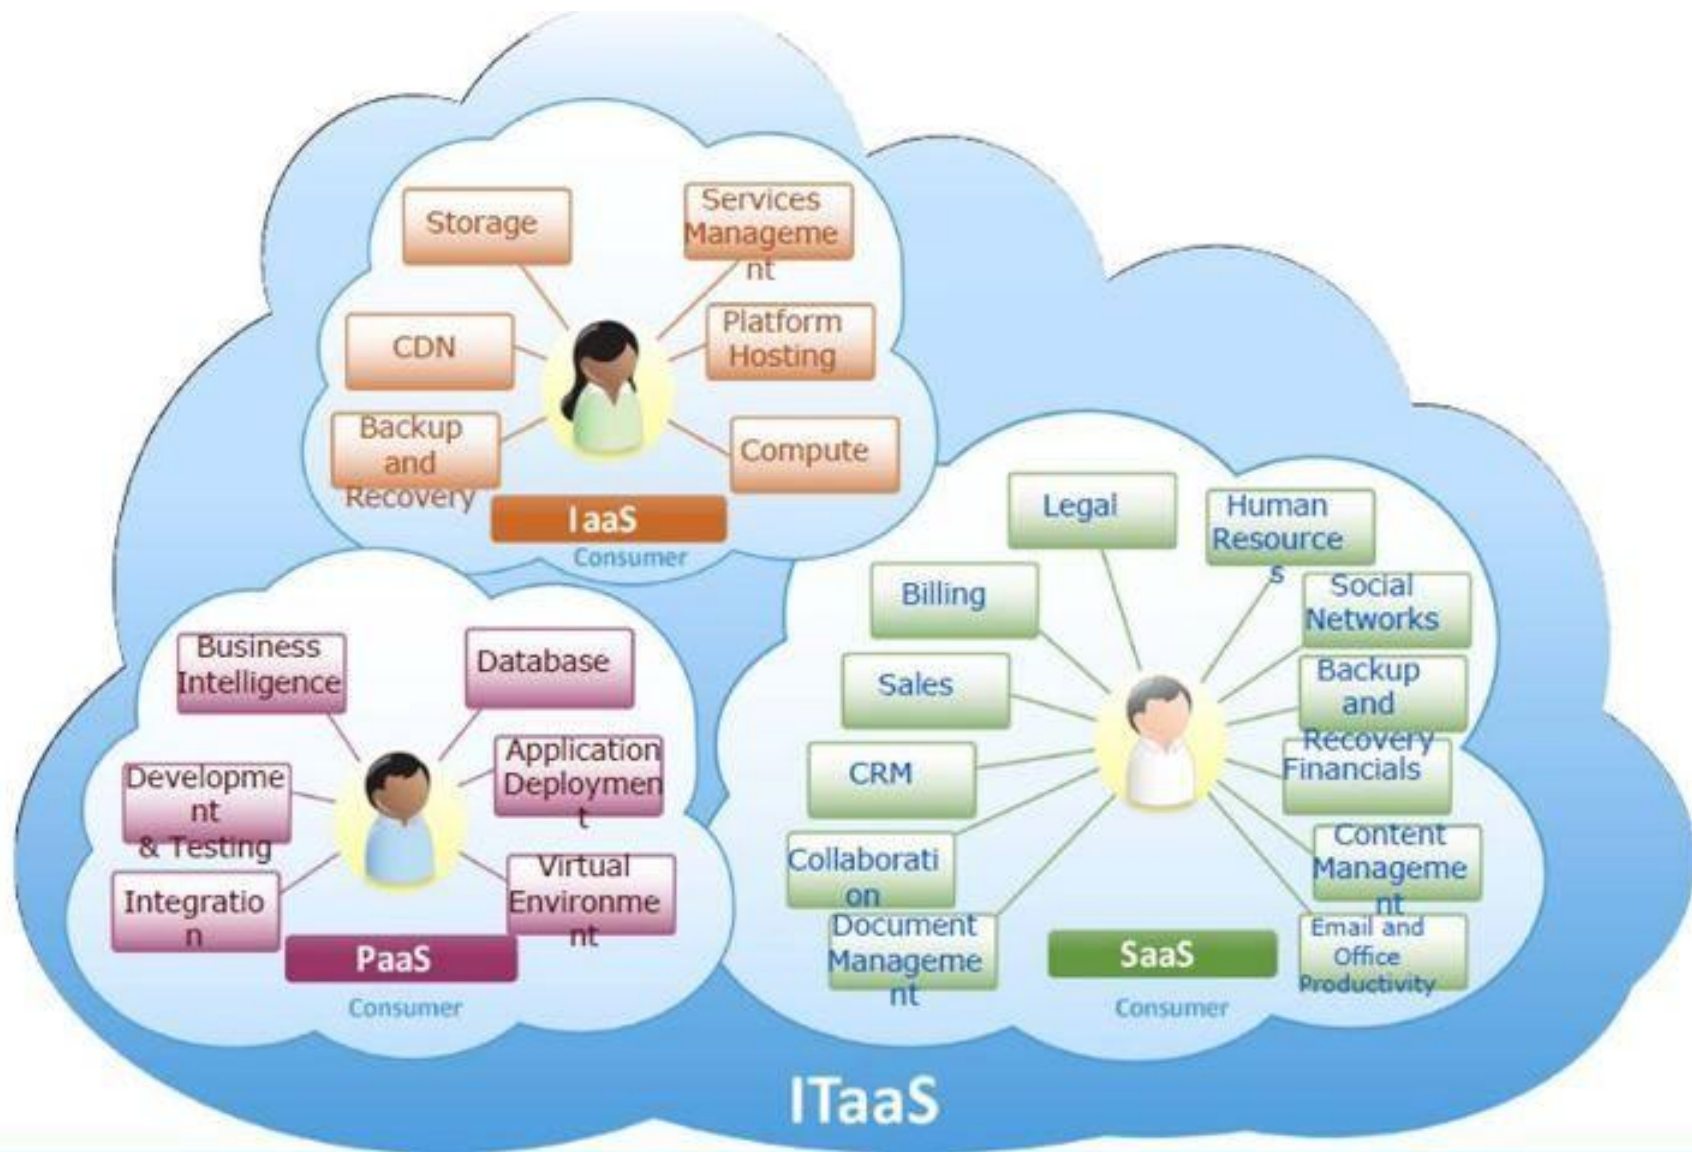 Storage
Services
Manageme
nt
CDN
Platform
Hosting
Backup
and
Recovery
Compute
IaaS
Consumer
Business
Intelligence
Database
Developme
nt
& Testing
Application
Deploymen
t
Integratio
n
Virtual
Environme
nt
PaaS
Consumer
Legal
Human
Resource
s
Billing
Social
Networks
Sales
Backup
and
Recovery
CRM
Financials
Collaborati
on
Content
Manageme
nt
Document
Manageme
nt
Email and
Office
Productivity
SaaS
Consumer
ITaaS